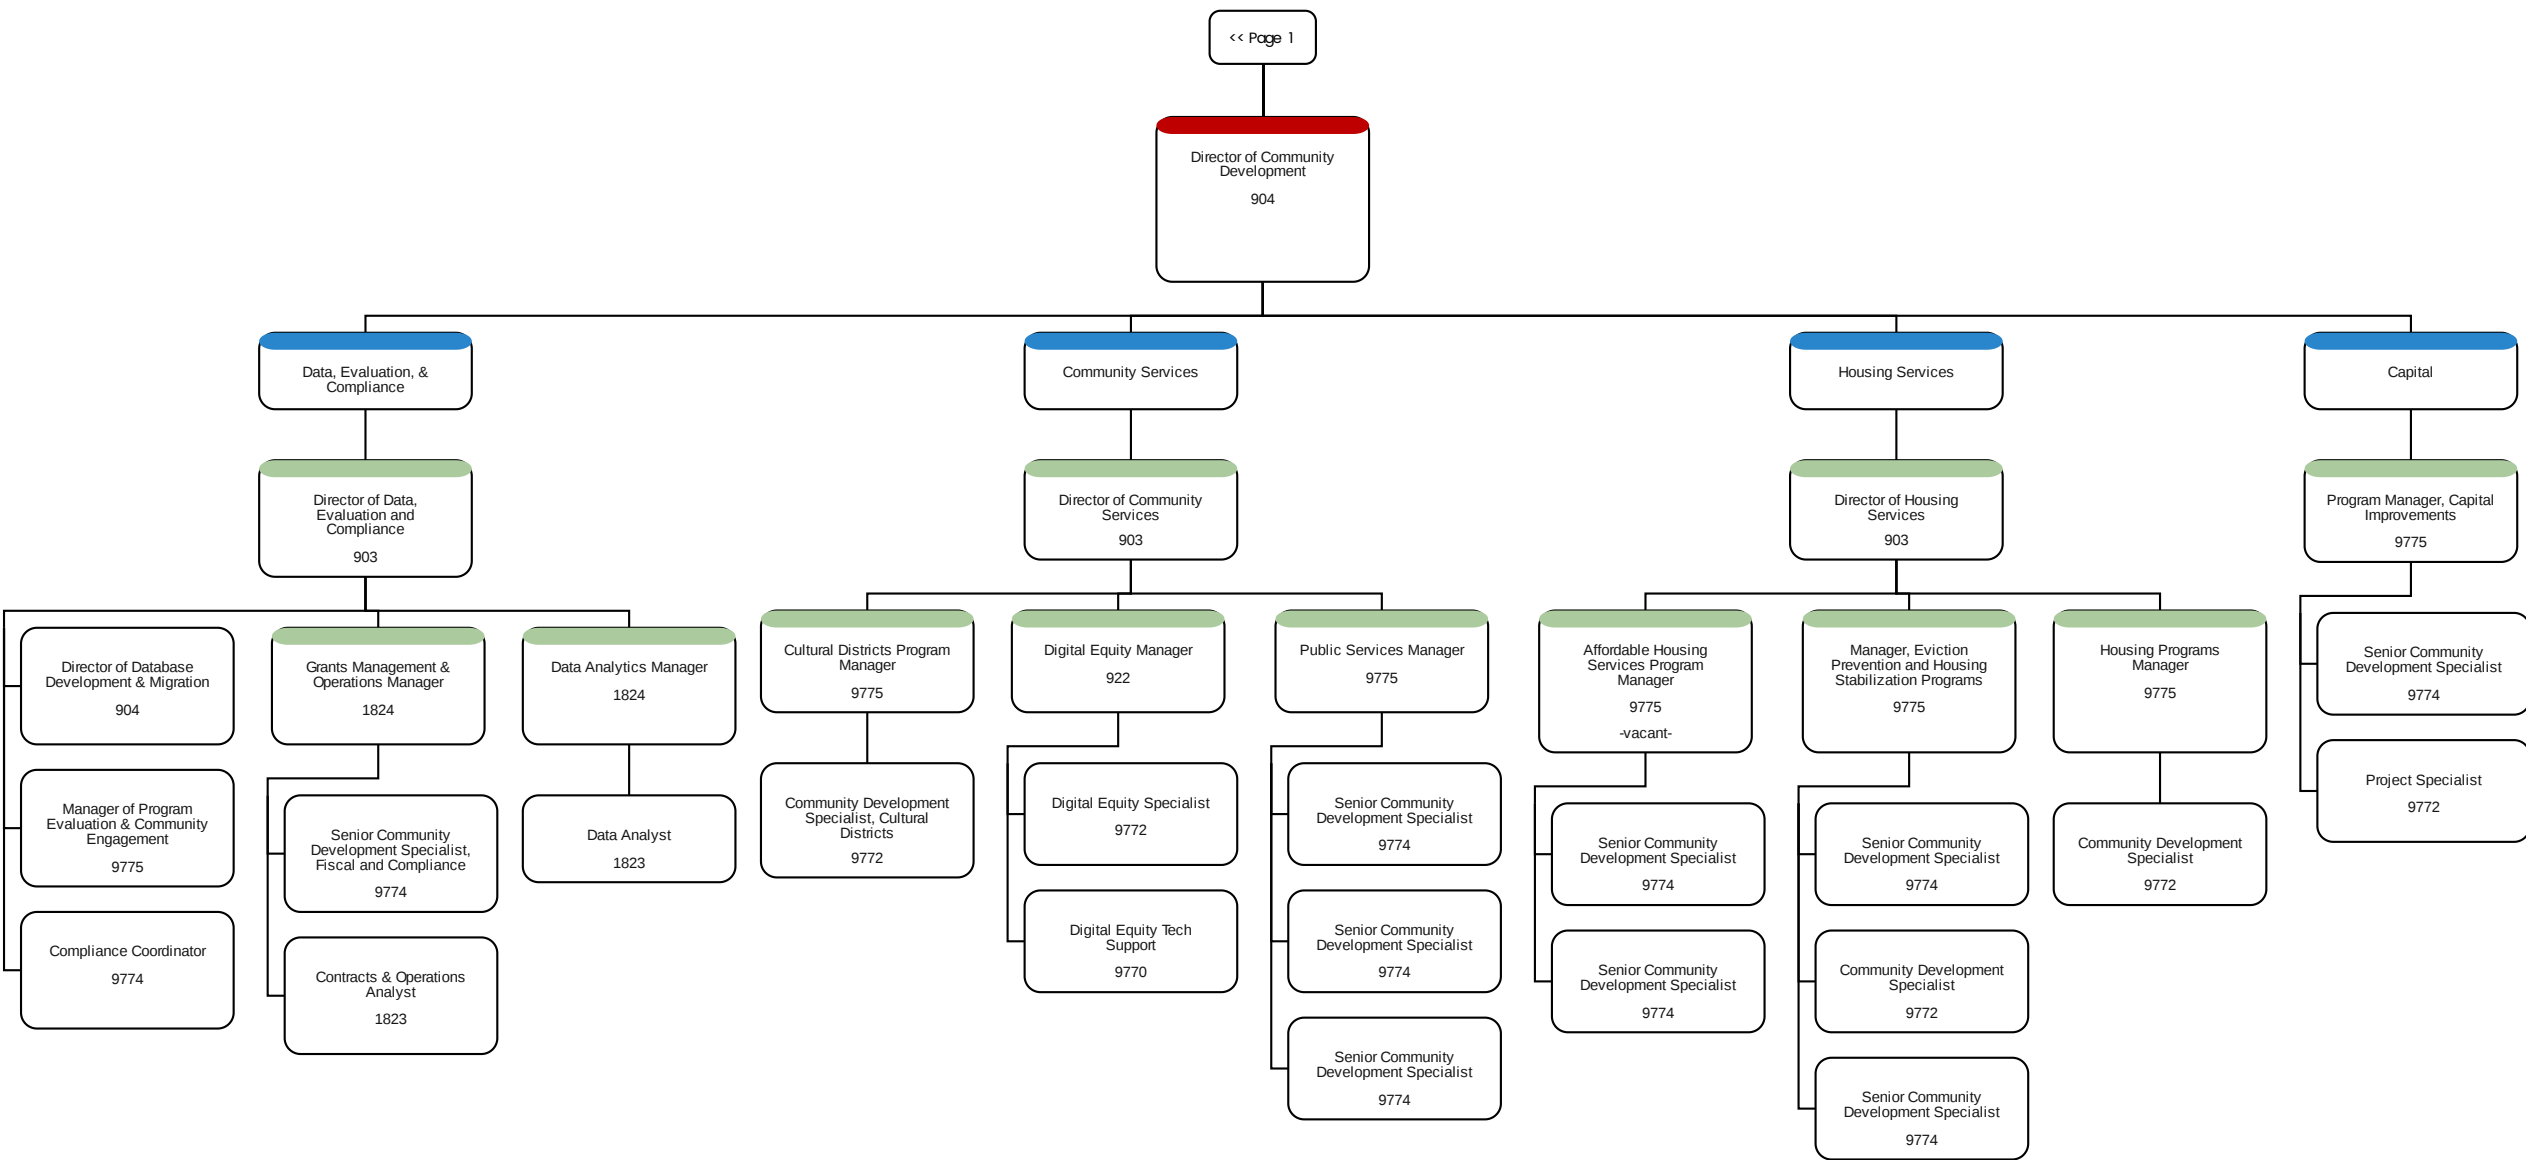 << Page 1
Director of Community
Development
904
Data, Evaluation, &
Compliance
Community Services
Housing Services
Capital
Director of Data,
Evaluation and
Compliance
903
Director of Community
Services
903
Director of Housing
Services
903
Program Manager, Capital
Improvements
9775
Director of Database
Development & Migration
904
Manager of Program
Evaluation & Community
Engagement
9775
Compliance Coordinator
9774
Grants Management &
Operations Manager
1824
Senior Community
Development Specialist,
Fiscal and Compliance
9774
Contracts & Operations
Analyst
1823
Data Analytics Manager
1824
Data Analyst
1823
Cultural Districts Program
Manager
9775
Community Development
Specialist, Cultural
Districts
9772
Digital Equity Manager
922
Digital Equity Specialist
9772
Digital Equity Tech
Support
9770
Public Services Manager
9775
Senior Community
Development Specialist
9774
Senior Community
Development Specialist
9774
Senior Community
Development Specialist
9774
Affordable Housing
Services Program
Manager
9775
-vacant-
Senior Community
Development Specialist
9774
Senior Community
Development Specialist
9774
Manager, Eviction
Prevention and Housing
Stabilization Programs
9775
Senior Community
Development Specialist
9774
Community Development
Specialist
9772
Senior Community
Development Specialist
9774
Housing Programs
Manager
9775
Community Development
Specialist
9772
Senior Community
Development Specialist
9774
Project Specialist
9772